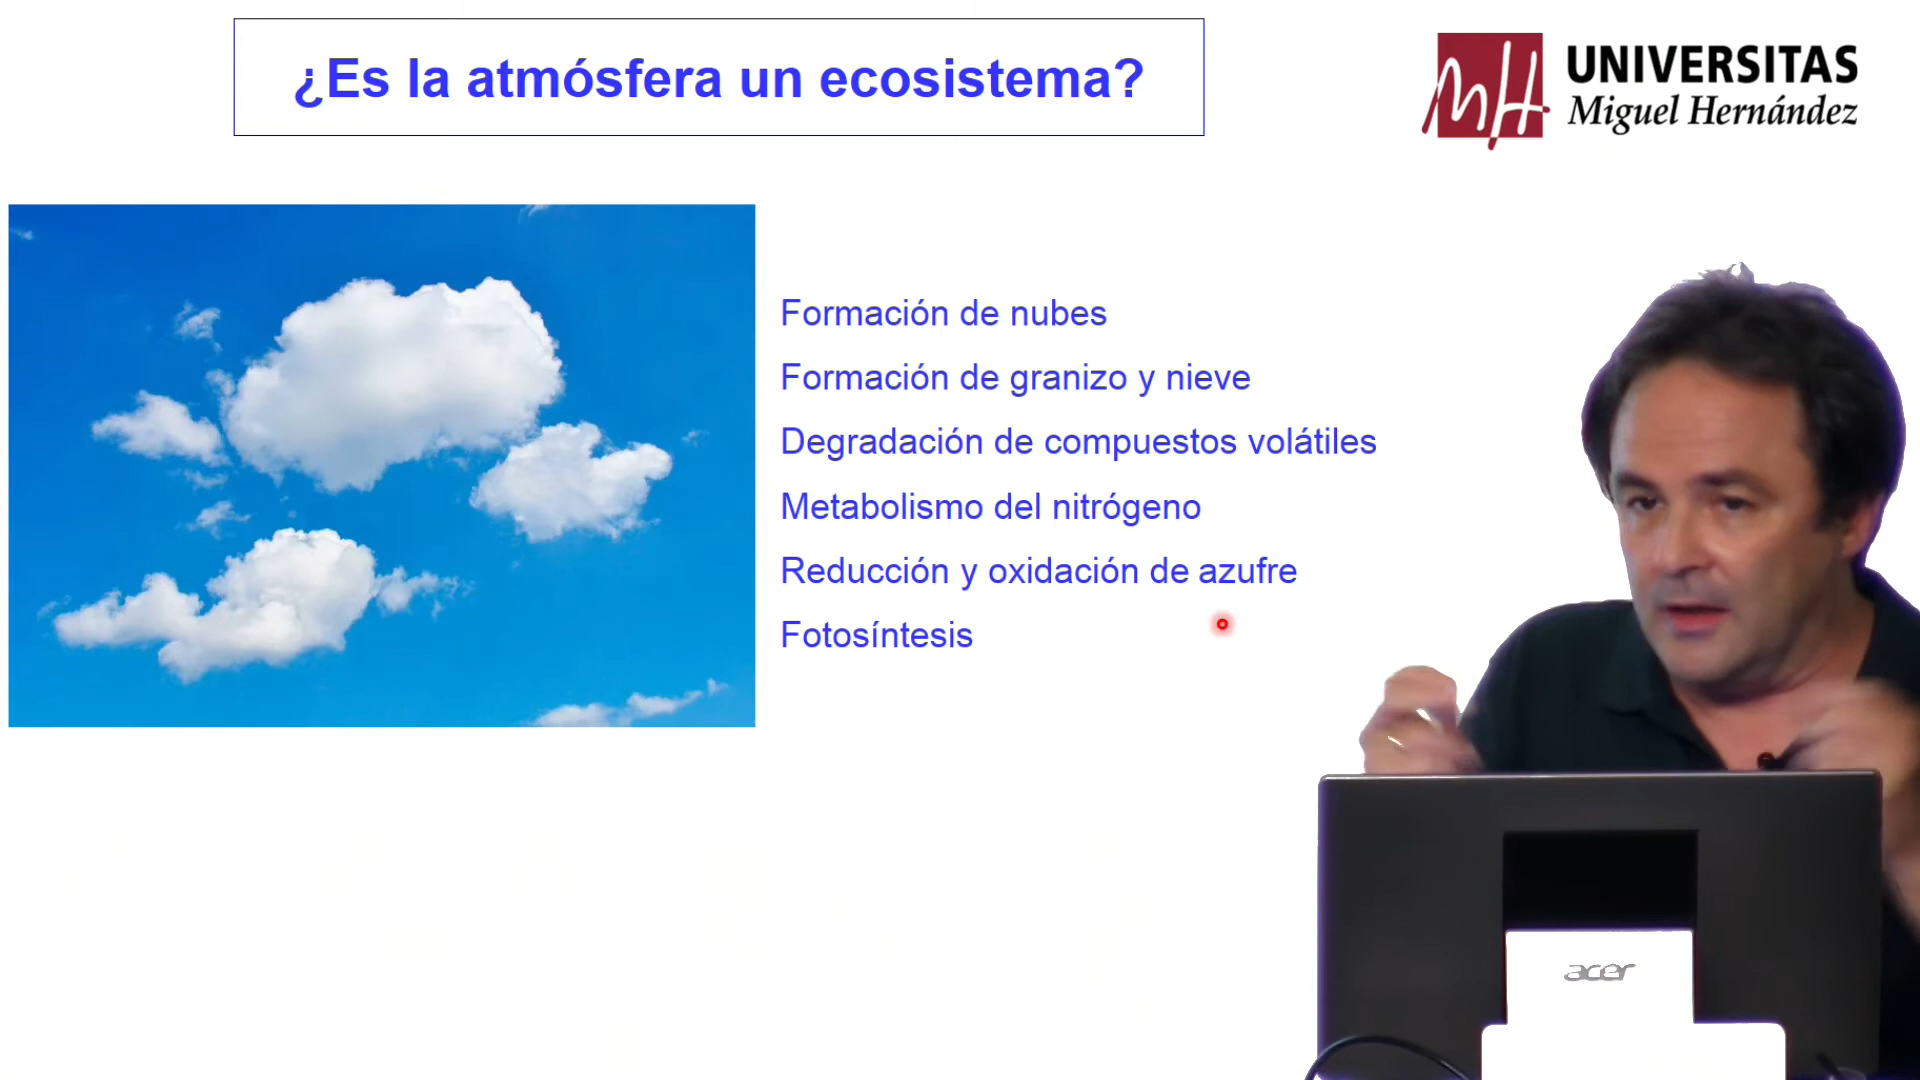 ¿Es la atmósfera un ecosistema?
UNIVERSITAS
Miguel Hernández
Formación de nubes
Formación de granizo y nieve
Degradación de compuestos volátiles
Metabolismo del nitrógeno
Reducción y oxidación de azufre
Fotosíntesis
acer